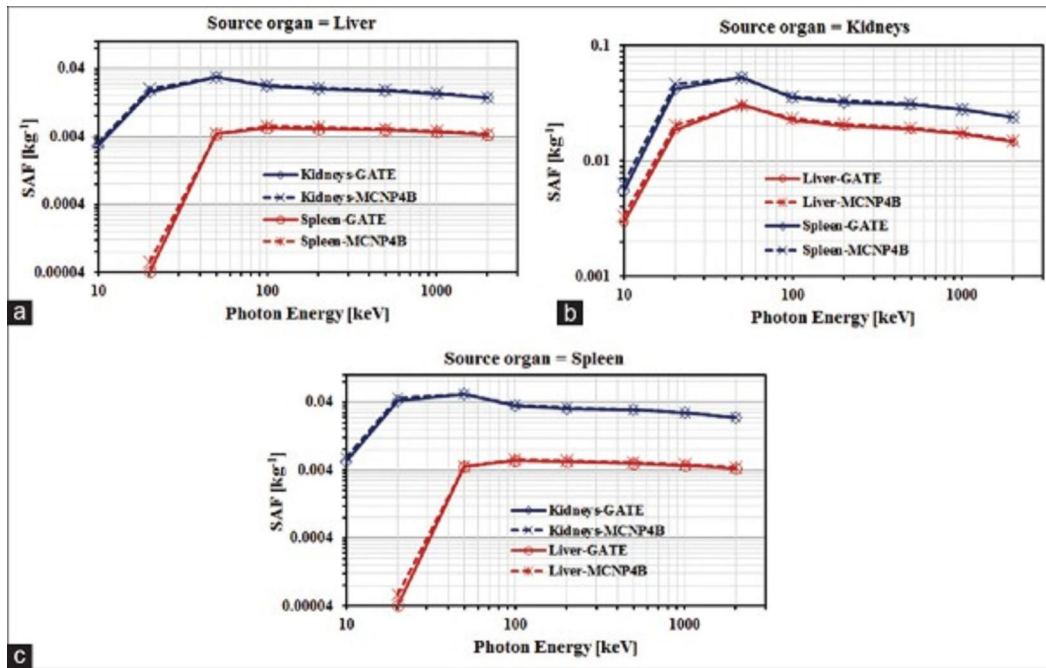 Source organ = Liver
0.04
0.004
0.0004
0.00004
SAF [kg-1]
Kidneys-GATE
Kidneys-MCNP4B
Spleen-GATE
Spleen-MCNP4B
10
100
1000
Photon Energy [keV]
a
Source organ = Kidneys
0.1
0.01
0.001
SAF [kg-1]
Liver-GATE
Liver-MCNP4B
Spleen-GATE
Spleen-MCNP4B
10
100
1000
Photon Energy [keV]
b
Source organ = Spleen
0.04
0.004
0.0004
0.00004
SAF [kg-1]
Kidneys-GATE
Kidneys-MCNP4B
Liver-GATE
Liver-MCNP4B
10
100
1000
Photon Energy [keV]
c